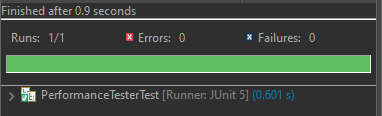 Finished after 0.9 seconds
Runs: 1/1 Errors: 0 Failures: 0
PerformanceTesterTest [Runner: JUnit 5] (0.601 s)